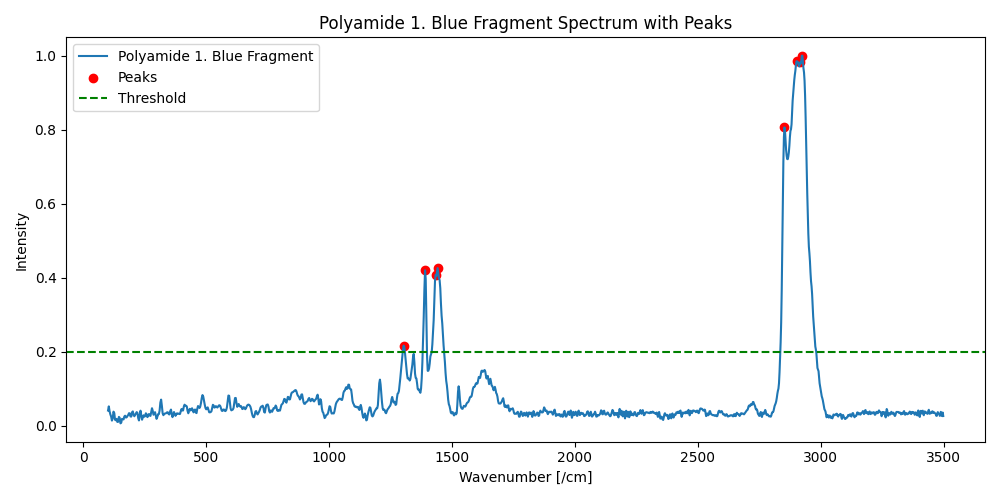 Polyamide 1. Blue Fragment Spectrum with Peaks
Polyamide 1. Blue Fragment
Peaks
Threshold
Intensity
1.0
0.8
0.6
0.4
0.2
0.0
0 500 1000 1500 2000 2500 3000 3500
Wavenumber [/cm]